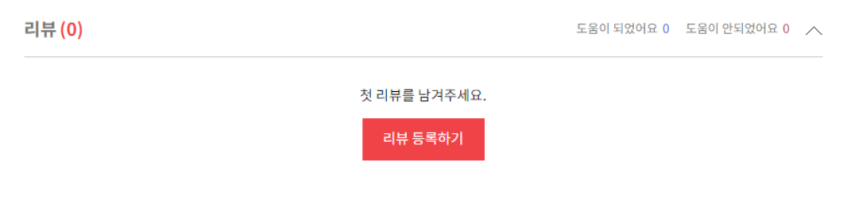 리뷰 (0) 도움이 되었어요 0 도움이 안되었어요 0
첫 리뷰를 남겨주세요.
리뷰 등록하기